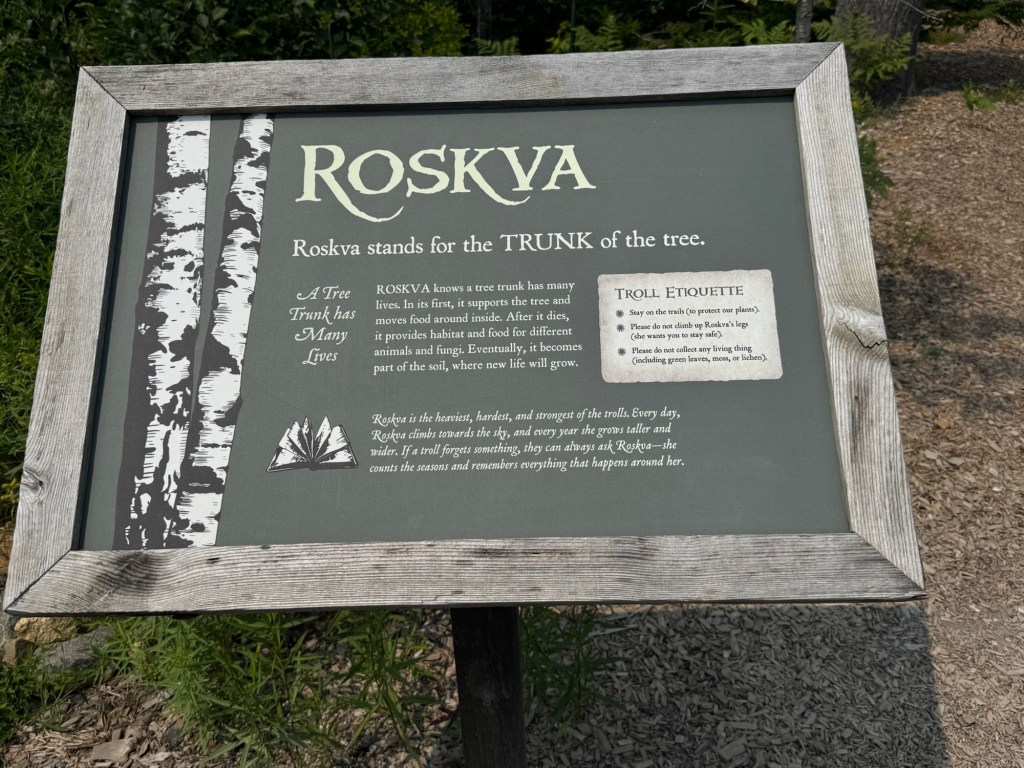 ROSKVA
Roskva stands for the TRUNK of the tree.
A Tree
Trunk has
Many
Lives
ROSKVA knows a tree trunk has many
lives. In its first, it supports the tree and
moves food around inside. After it dies,
it provides habitat and food for different
animals and fungi. Eventually, it becomes
part of the soil, where new life will grow.
TROLL ETIQUETTE
Stay on the trails (to protect our plants).
Please do not climb up Roskva's legs
(she wants you to stay safe).
Please do not collect any living thing
(including green leaves, moss, or lichen).
Roskva is the heaviest, hardest, and strongest of the trolls. Every day,
Roskva climbs towards the sky, and every year she grows taller and
wider. If a troll forgets something, they can always ask Roskva—she
counts the seasons and remembers everything that happens around her.